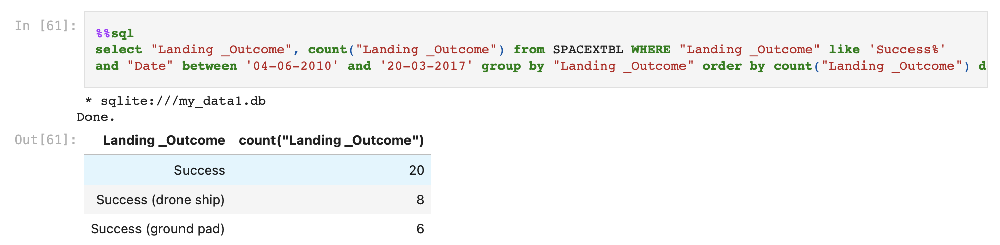 In [61]:
%%sql
select "Landing _Outcome", count("Landing _Outcome") from SPACEXTBL WHERE "Landing _Outcome" like 'Success%'
and "Date" between '04-06-2010' and '20-03-2017' group by "Landing _Outcome" order by count("Landing _Outcome") d
* sqlite:///my_data1.db
Done.
Out[61]:
Landing _Outcome count("Landing _Outcome")
Success 20
Success (drone ship) 8
Success (ground pad) 6